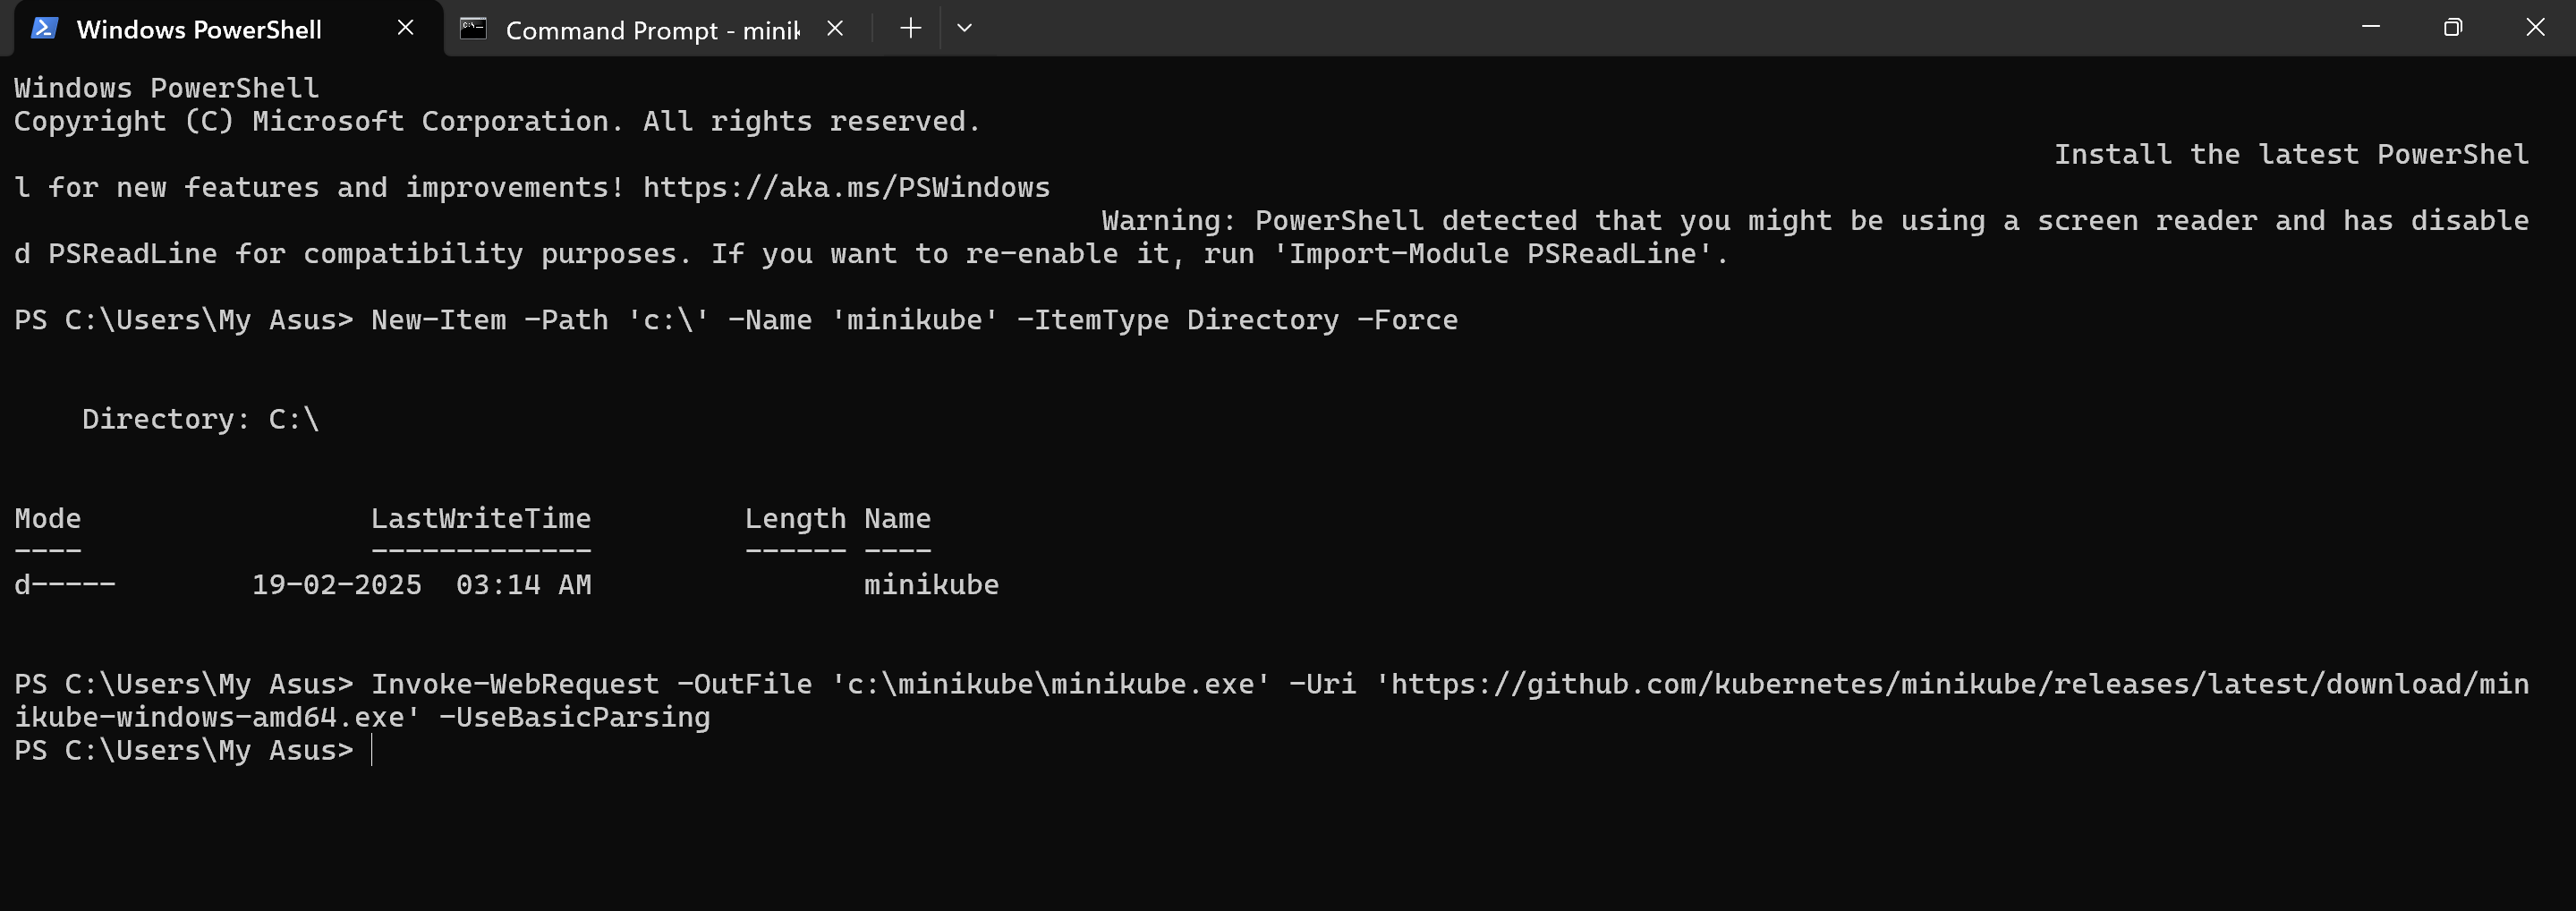 Windows PowerShell
Command Prompt - minik
Windows PowerShell
Copyright (C) Microsoft Corporation. All rights reserved.
Install the latest PowerShel
l for new features and improvements! https://aka.ms/PSWindows
Warning: PowerShell detected that you might be using a screen reader and has disable
d PSReadLine for compatibility purposes. If you want to re-enable it, run 'Import-Module PSReadLine'.
PS C:\Users\My Asus> New-Item -Path 'c:\' -Name 'minikube' -ItemType Directory -Force
Directory: C:\
Mode LastWriteTime Length Name
---- ------------- ------ ----
d----- 19-02-2025 03:14 AM minikube
PS C:\Users\My Asus> Invoke-WebRequest -OutFile 'c:\minikube\minikube.exe' -Uri 'https://github.com/kubernetes/minikube/releases/latest/download/min
ikube-windows-amd64.exe' -UseBasicParsing
PS C:\Users\My Asus>